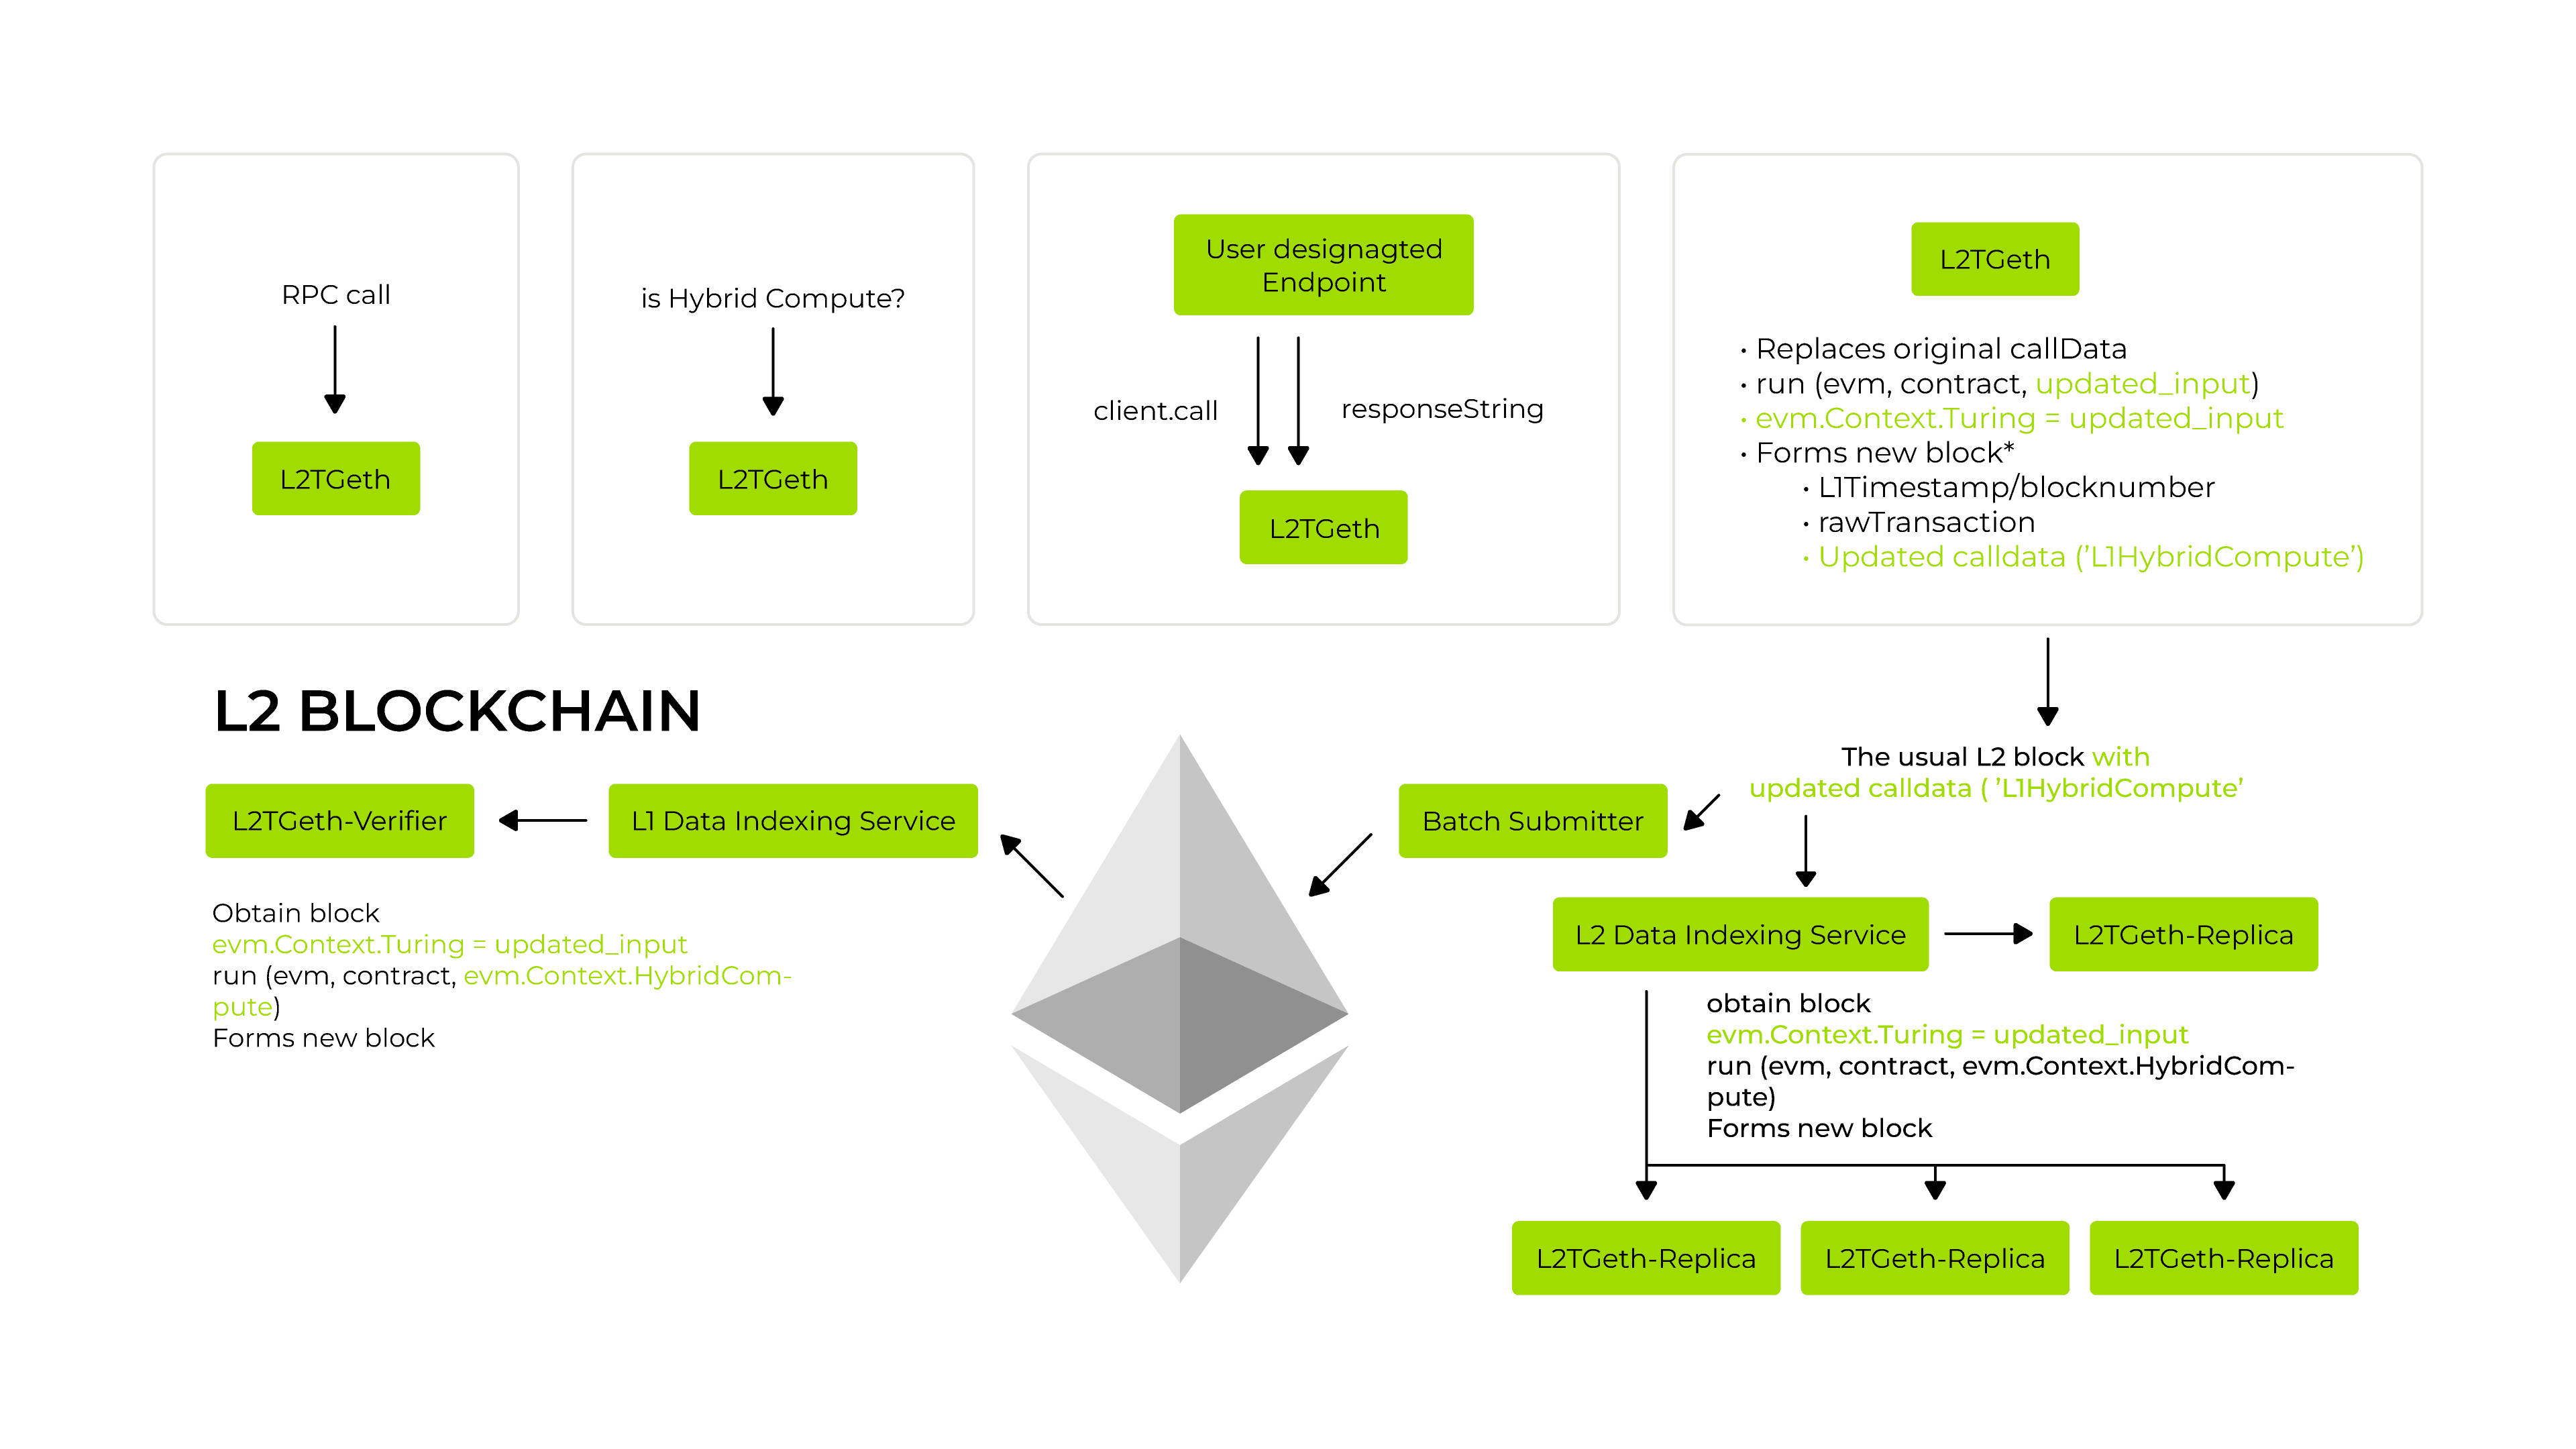 RPC call
L2TGeth
is Hybrid Compute?
L2TGeth
User designagted
Endpoint
client.call
responseString
L2TGeth
L2TGeth
• Replaces original callData
• run (evm, contract, updated_input)
• evm.Context.Turing = updated_input
• Forms new block*
• L1Timestamp/blocknumber
• rawTransaction
• Updated calldata ('L1HybridCompute')
L2 BLOCKCHAIN
L2TGeth-Verifier
L1 Data Indexing Service
Obtain block
evm.Context.Turing = updated_input
run (evm, contract, evm.Context.HybridCom-
pute)
Forms new block
Batch Submitter
The usual L2 block with
updated calldata ( ’L1HybridCompute’
L2 Data Indexing Service
L2TGeth-Replica
obtain block
evm.Context.Turing = updated_input
run (evm, contract, evm.Context.HybridCom-
pute)
Forms new block
L2TGeth-Replica
L2TGeth-Replica
L2TGeth-Replica